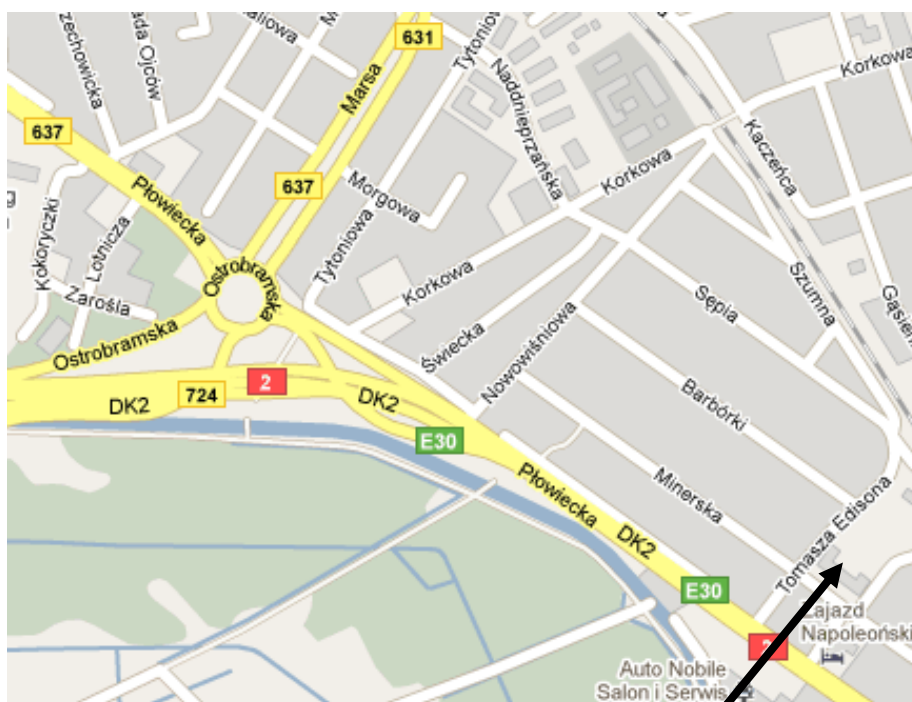 631
Marsa
Tytoniowa
Naddnieprzańska
Korkowa
637
Kaczeńca
Korkowa
637
Płowiecka
Morgowa
Kokoryczki
Lotnicza
Ostrobramska
Tytoniowa
Korkowa
Szumna
Zarośla
Sępia
Ostrobramska
Świecka
Nowowiśniowa
Barbórki
2
724
DK2
DK2
E30
Minerska
Płowiecka
DK2
Tomasza Edisona
E30
Zajazd
Napoleoński
2
Auto Nobile
Salon i Serwis